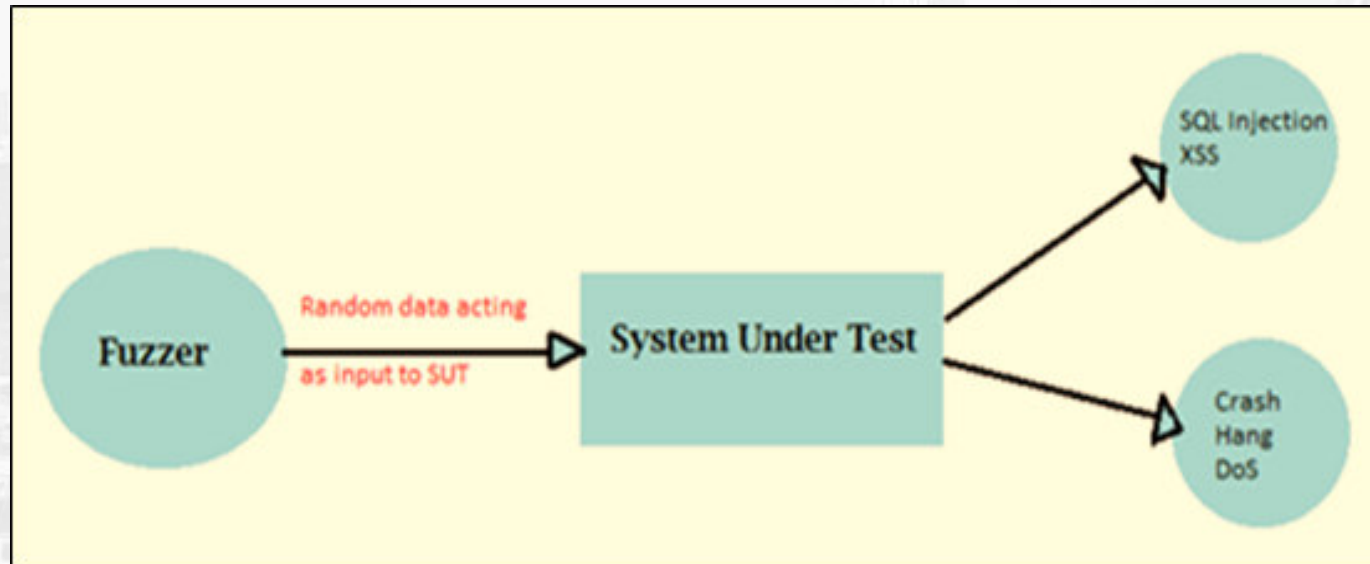 Fuzzer
Random data acting
as input to SUT
System Under Test
SQL Injection
XSS
Crash
Hang
DoS